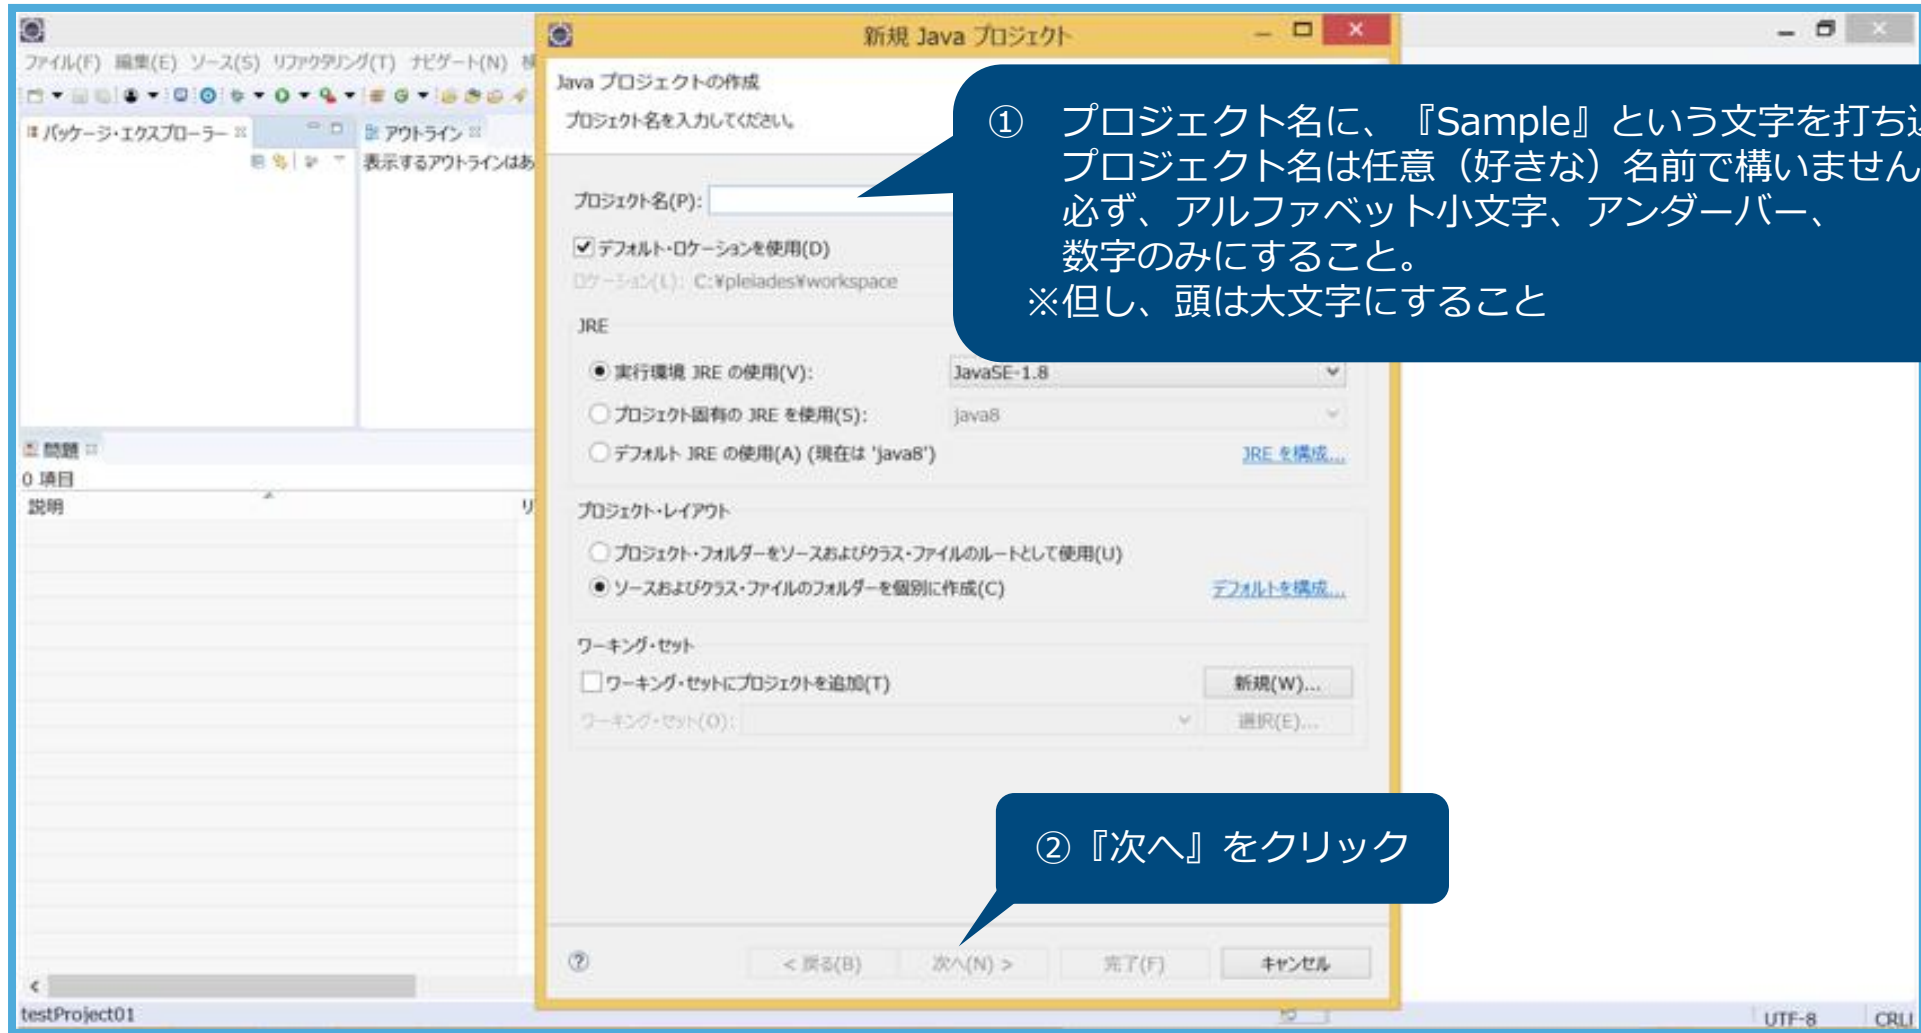 新規 Java プロジェクト
ファイル(F) 編集(E) ソース(S) リファクタリング(T) ナビゲート(N)
パッケージ・エクスプローラー
アウトライン
表示するアウトラインはあ
Java プロジェクトの作成
プロジェクト名を入力してください。
① プロジェクト名に、『Sample』という文字を打ち込
プロジェクト名は任意（好きな）名前で構いません
必ず、アルファベット小文字、アンダーバー、
数字のみにすること。
※但し、頭は大文字にすること
プロジェクト名(P):
デフォルト・ロケーションを使用(D)
ロケーション(L): C:¥pleiades¥workspace
JRE
実行環境 JRE の使用(V): JavaSE-1.8
プロジェクト固有の JRE を使用(S): java8
デフォルト JRE の使用(A) (現在は 'java8') JRE を構成...
問題
0 項目
説明 リ
プロジェクト・レイアウト
プロジェクト・フォルダーをソースおよびクラス・ファイルのルートとして使用(U)
ソースおよびクラス・ファイルのフォルダーを個別に作成(C) デフォルトを構成...
ワーキング・セット
ワーキング・セットにプロジェクトを追加(T) 新規(W)...
ワーキング・セット(O): 選択(E)...
②『次へ』をクリック
< 戻る(B) 次へ(N) > 完了(F) キャンセル
testProject01
UTF-8 CRLI